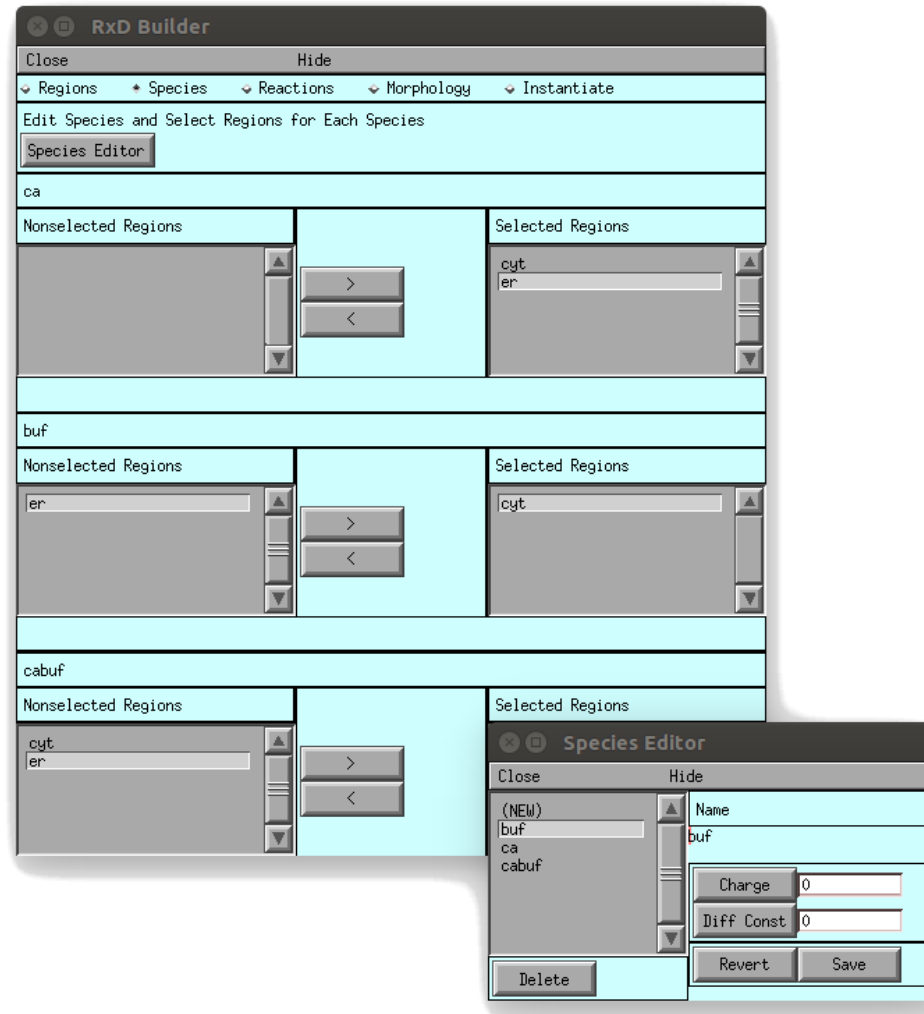 RxD Builder
Close Hide
Regions Species Reactions Morphology Instantiate
Edit Species and Select Regions for Each Species
Species Editor
ca
Nonselected Regions Selected Regions
cyt
er
>
<
buf
Nonselected Regions Selected Regions
er cyt
>
<
cabuf
Nonselected Regions Selected Regions
cyt
er
>
<
Species Editor
Close Hide
(NEW) Name
buf buf
ca
cabuf
Charge 0
Diff Const 0
Revert Save
Delete